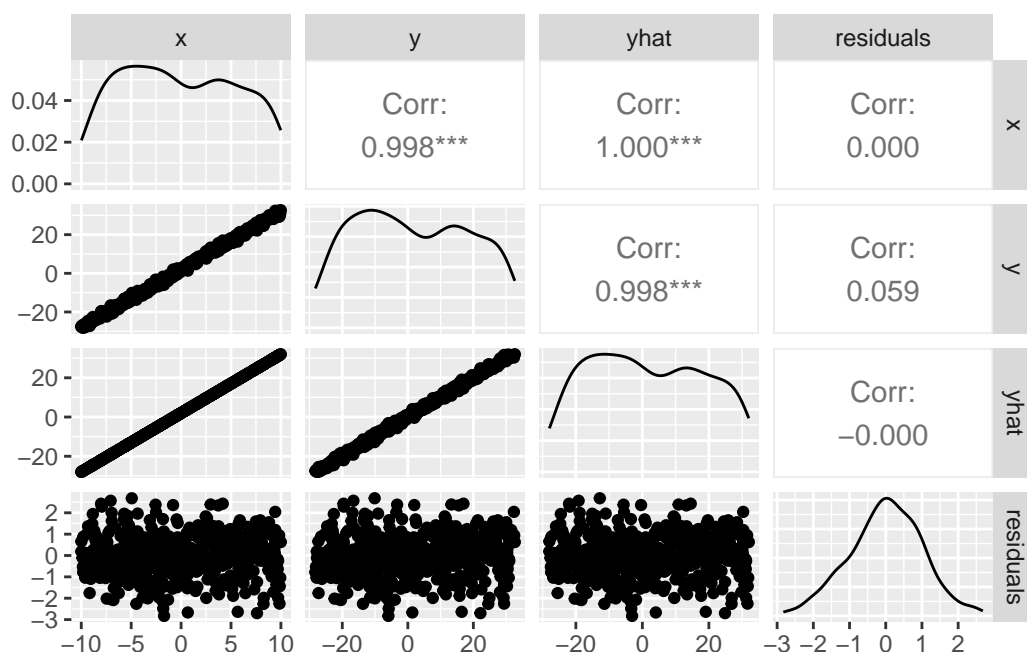 x y yhat residuals
0.04
0.02
0.00
Corr:
0.998***
Corr:
1.000***
Corr:
0.000
x
20
0
−20
Corr:
0.998***
Corr:
0.059
y
20
0
−20
Corr:
−0.000
yhat
2
1
0
−1
−2
−3
residuals
−10 −5 0 5 10 −20 0 20 −20 0 20 −3 −2 −1 0 1 2